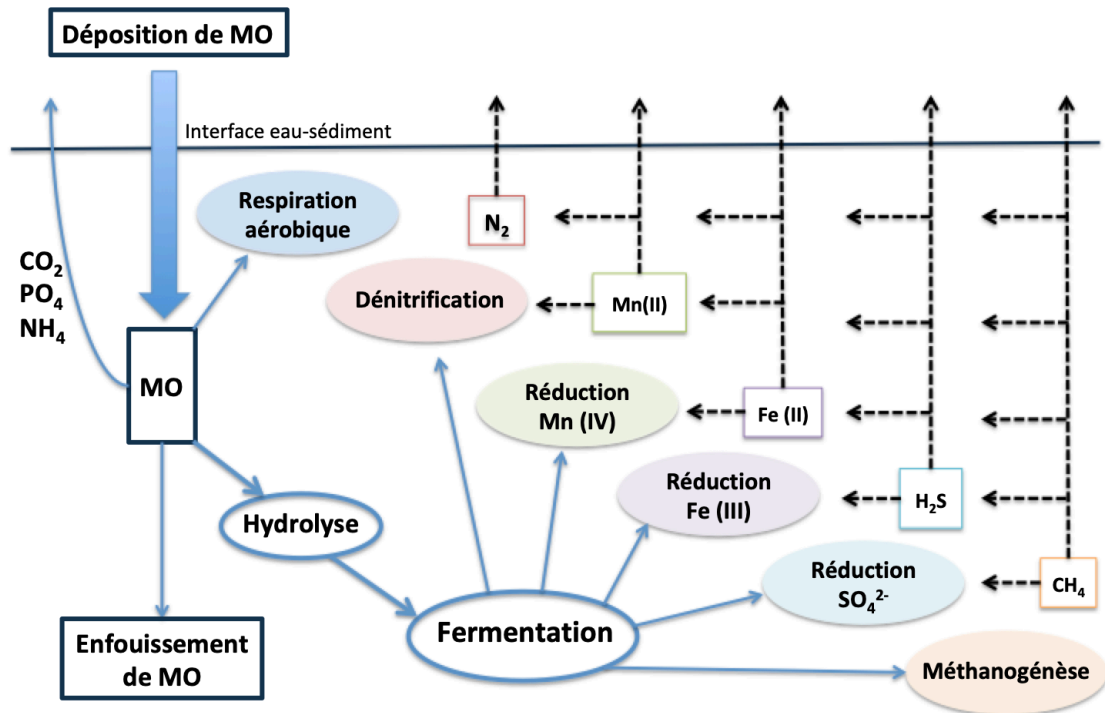 Déposition de MO
Interface eau-sédiment
Respiration
aérobique
N₂
CO₂
PO₄
NH₄
Dénitrification
Mn(II)
MO
Réduction
Mn (IV)
Fe (II)
Réduction
Fe (III)
H₂S
Hydrolyse
Réduction
SO₄²⁻
CH₄
Fermentation
Enfouissement
de MO
Méthanogénèse